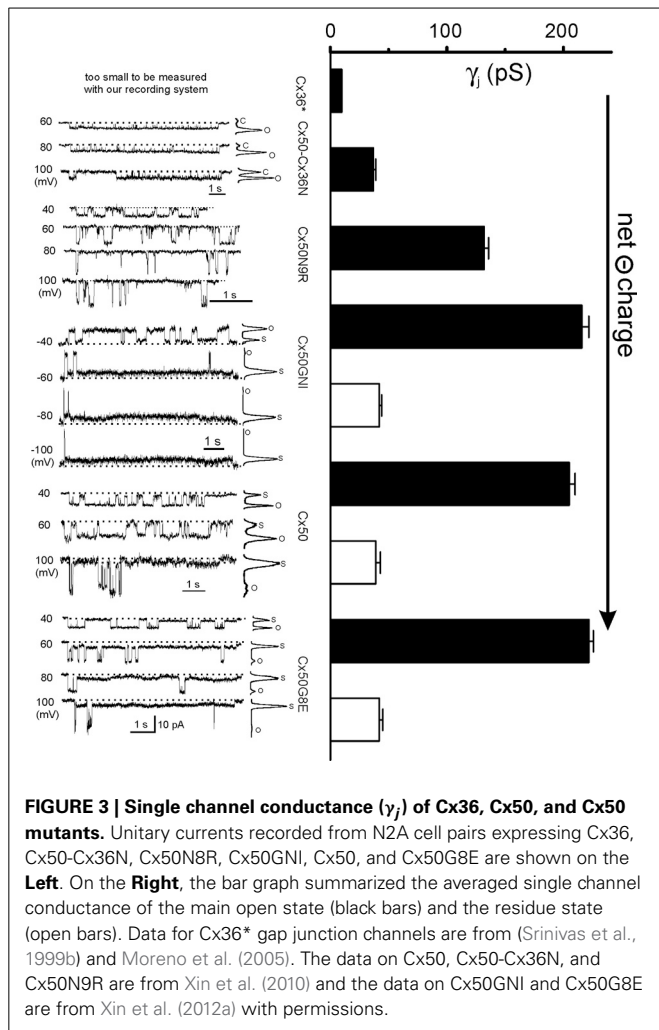 0 100 200
γj (pS)
too small to be measured
with our recording system
Cx36*
60
C
O
80
C
O
100
(mV)
C
O
1 s
Cx50-Cx36N
40
60
80
100
(mV)
1 s
Cx50N9R
-40
O
S
-60
O
S
-80
O
S
-100
(mV)
O
S
1 s
Cx50GNI
40
S
O
60
S
O
100
(mV)
S
O
1 s
Cx50
40
S
O
60
S
O
80
S
O
100
(mV)
S
O
1 s 10 pA
Cx50G8E
net ⊖ charge
FIGURE 3 | Single channel conductance (γj) of Cx36, Cx50, and Cx50
mutants. Unitary currents recorded from N2A cell pairs expressing Cx36,
Cx50-Cx36N, Cx50N8R, Cx50GNI, Cx50, and Cx50G8E are shown on the
Left. On the Right, the bar graph summarized the averaged single channel
conductance of the main open state (black bars) and the residue state
(open bars). Data for Cx36* gap junction channels are from (Srinivas et al.,
1999b) and Moreno et al. (2005). The data on Cx50, Cx50-Cx36N, and
Cx50N9R are from Xin et al. (2010) and the data on Cx50GNI and Cx50G8E
are from Xin et al. (2012a) with permissions.